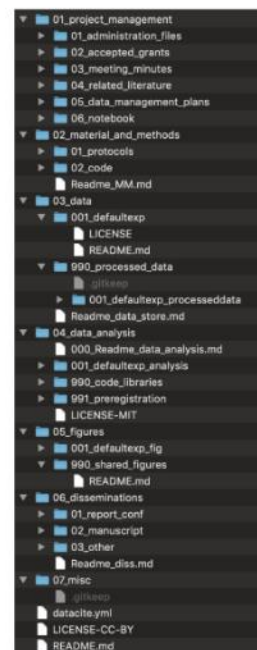 01_project_management
01_administration_files
02_accepted_grants
03_meeting_minutes
04_related_literature
05_data_management_plans
06_notebook
02_material_and_methods
01_protocols
02_code
Readme_MM.md
03_data
001_defaultexp
LICENSE
README.md
990_processed_data
.gitkeep
001_defaultexp_processeddata
Readme_data_store.md
04_data_analysis
000_Readme_data_analysis.md
001_defaultexp_analysis
990_code_libraries
991_preregistration
LICENSE-MIT
05_figures
001_defaultexp_fig
990_shared_figures
README.md
06_disseminations
01_report_conf
02_manuscript
03_other
Readme_diss.md
07_misc
.gitkeep
datacite.yml
LICENSE-CC-BY
README.md